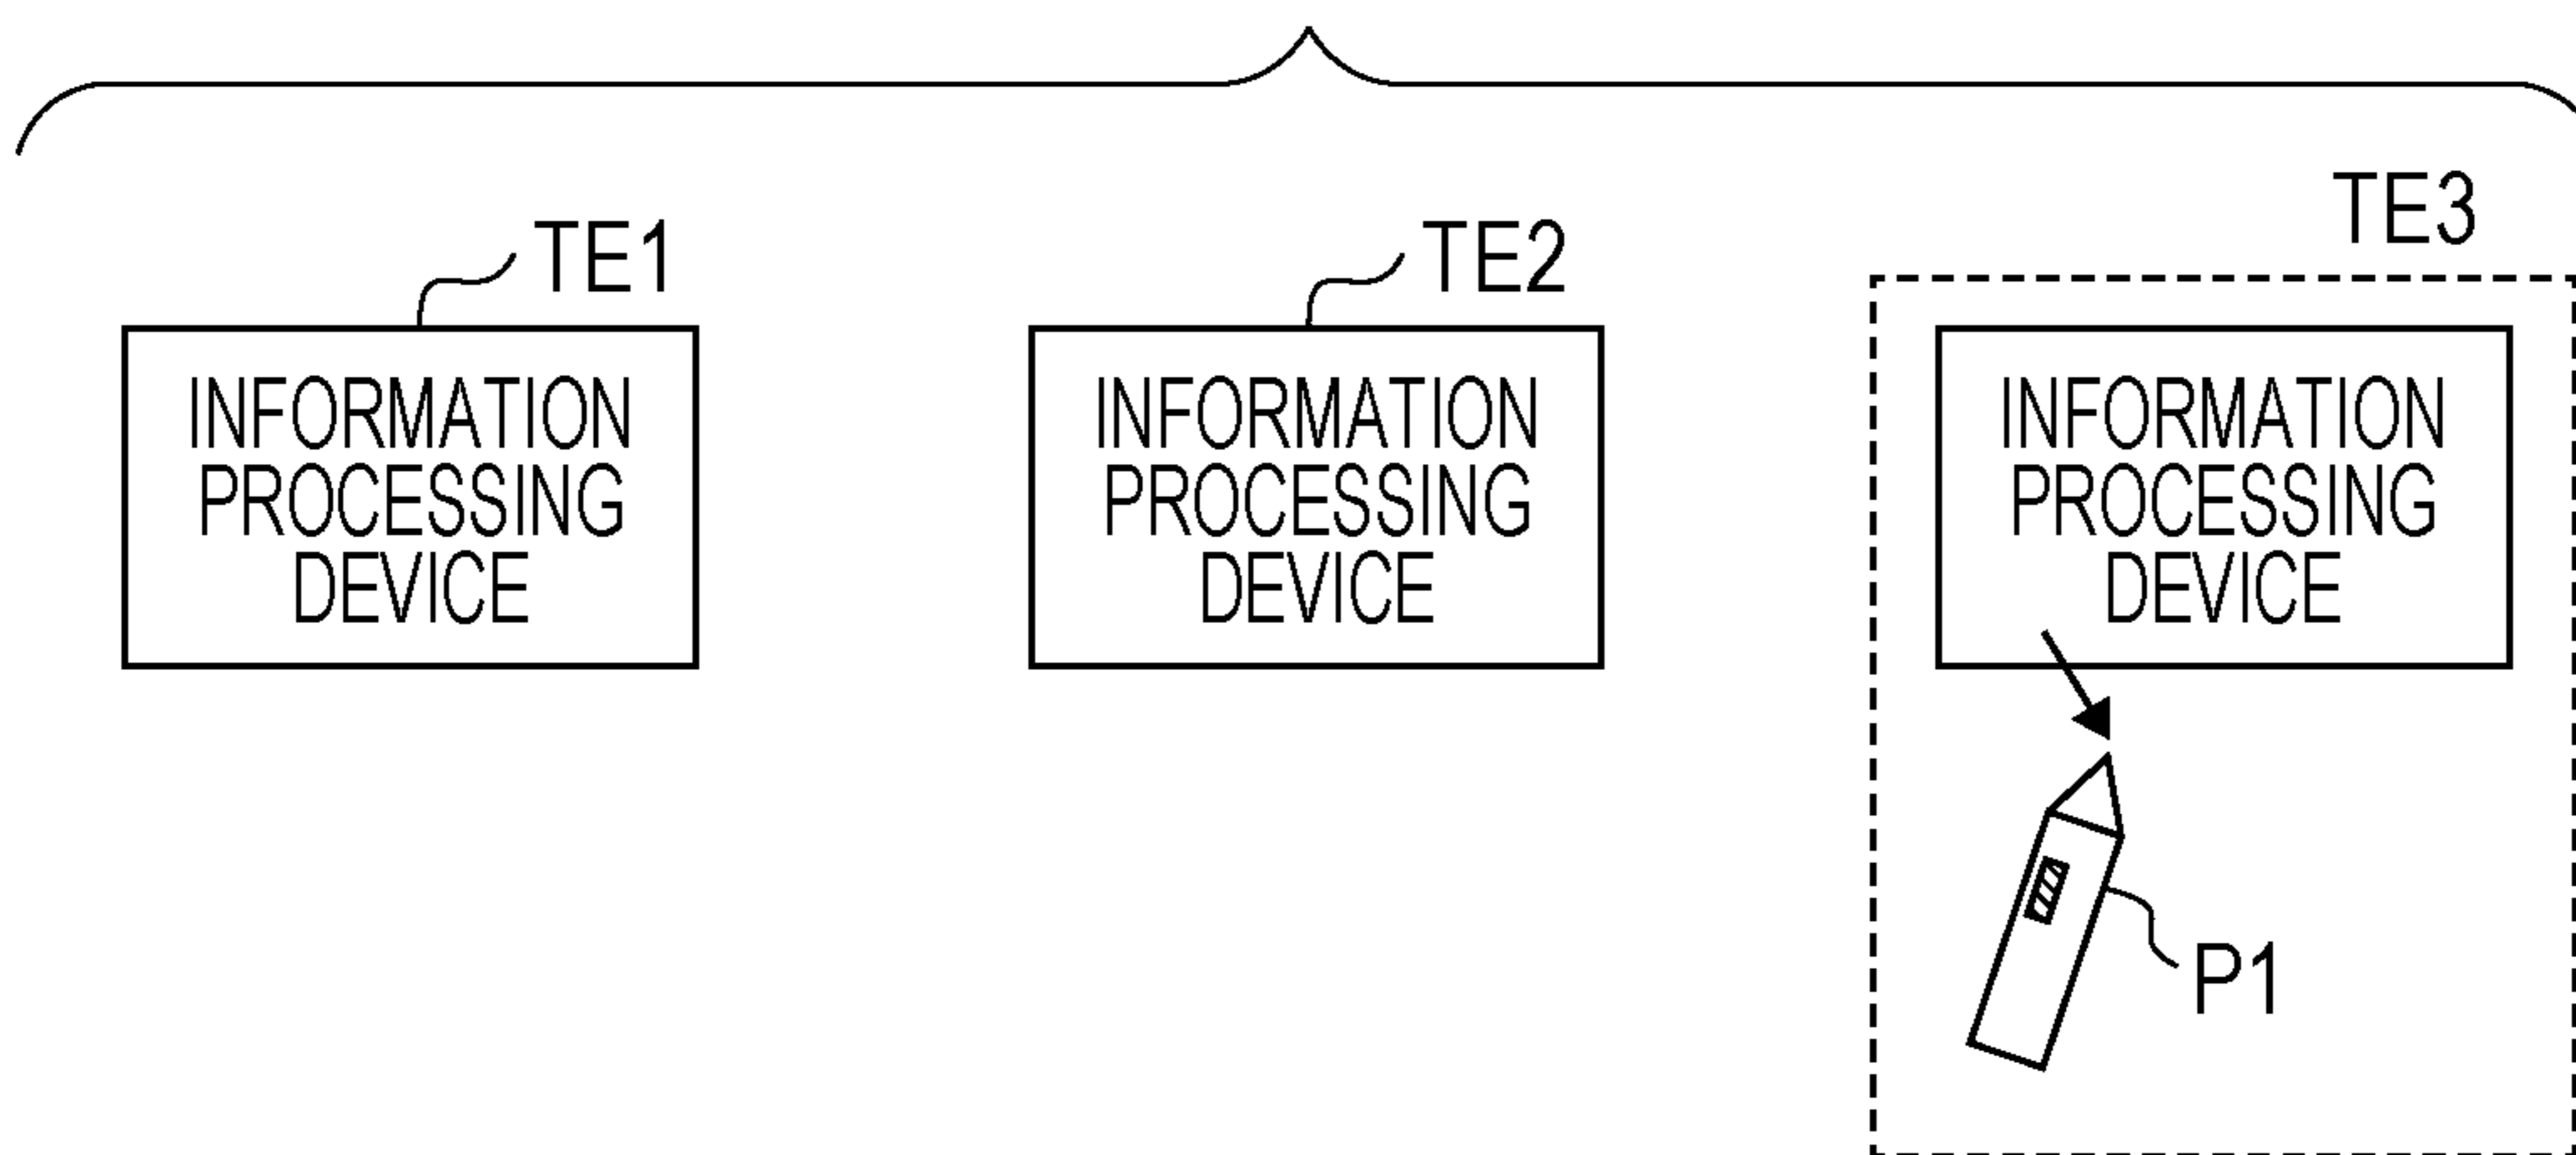 TE1
TE2
TE3
INFORMATION
PROCESSING
DEVICE
INFORMATION
PROCESSING
DEVICE
INFORMATION
PROCESSING
DEVICE
P1